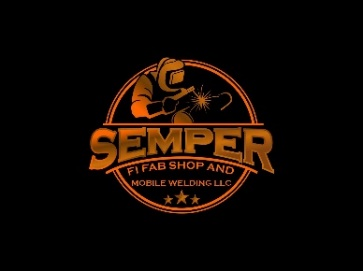 SEMPER
FI FAB SHOP AND
MOBILE WELDING LLC